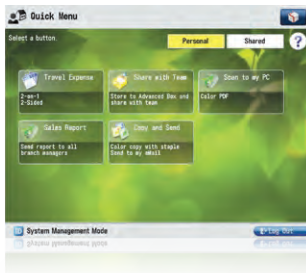 Quick Menu
Select a button.
Personal
Shared
?
Travel Expense
2-on-1
2-Sided
Share with Team
Store to Advanced Box and
share with team
Scan to my PC
Color PDF
Sales Report
Send report to all
branch managers
Copy and Send
Color copy with staple
Send to my eMail
System Management Mode
Log Out